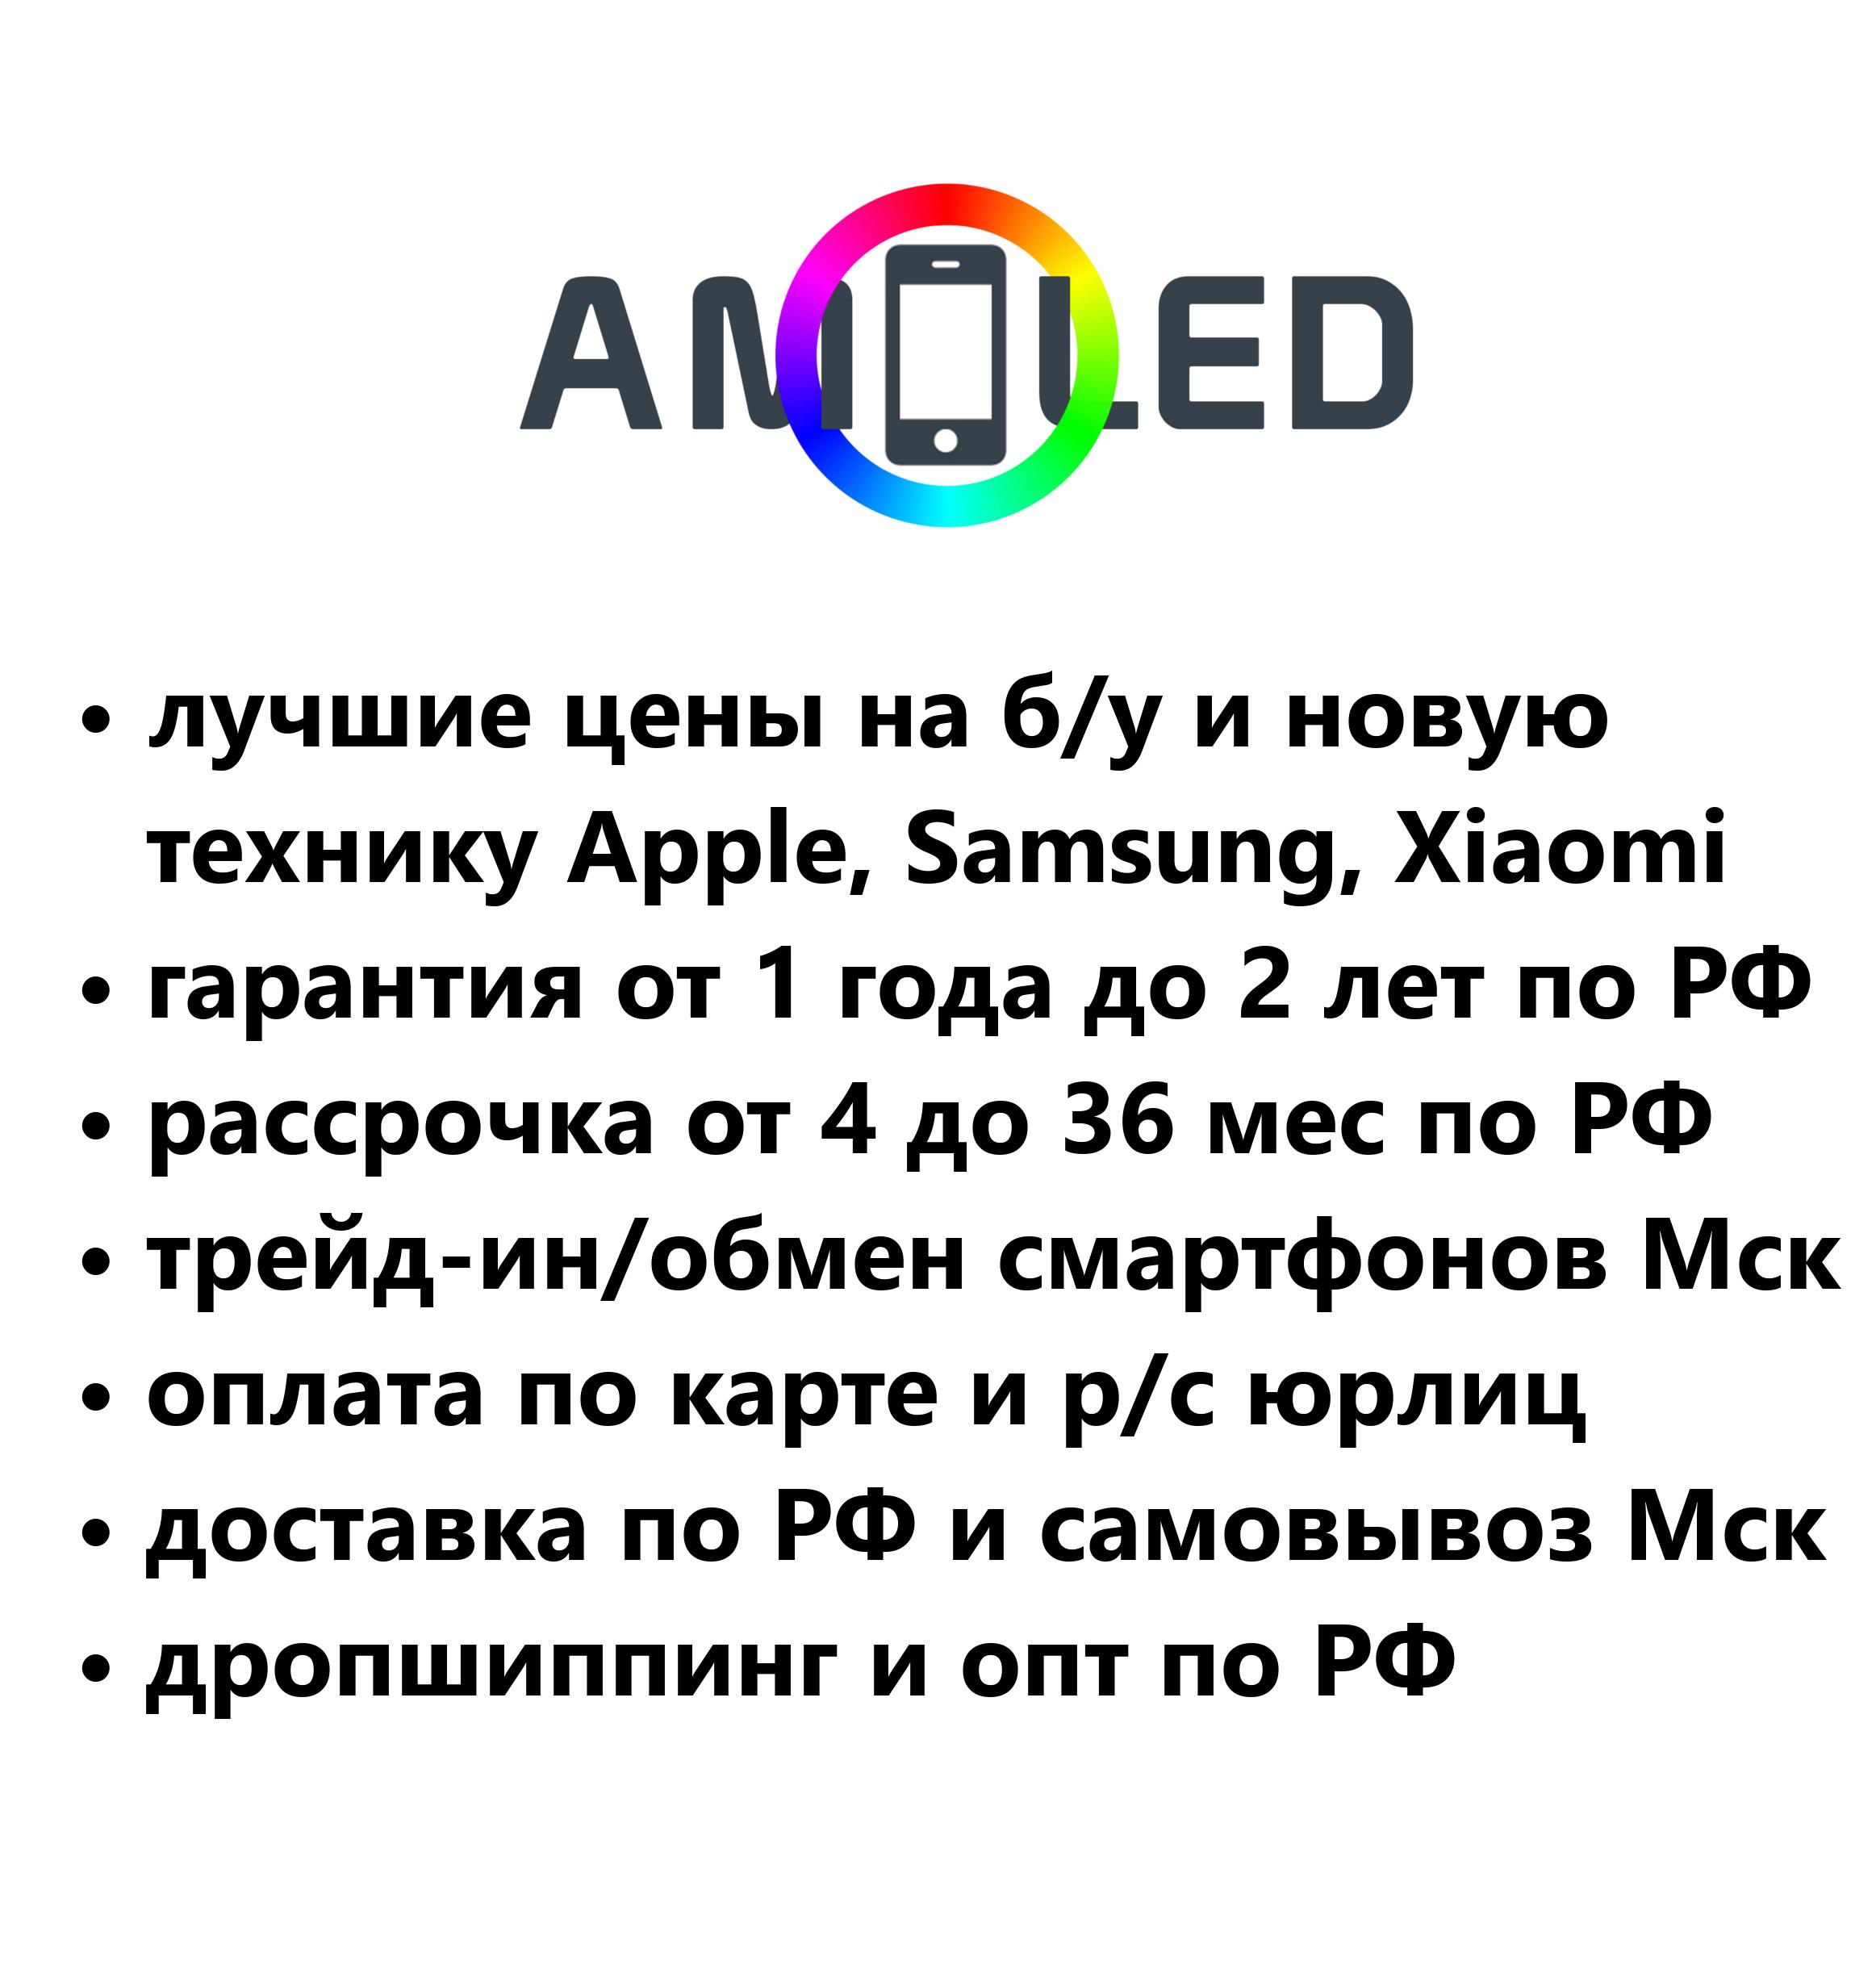 AMOLED
• лучшие цены на б/у и новую
технику Apple, Samsung, Xiaomi
• гарантия от 1 года до 2 лет по РФ
• рассрочка от 4 до 36 мес по РФ
• трейд-ин/обмен смартфонов Мск
• оплата по карте и р/с юрлиц
• доставка по РФ и самовывоз Мск
• дропшиппинг и опт по РФ